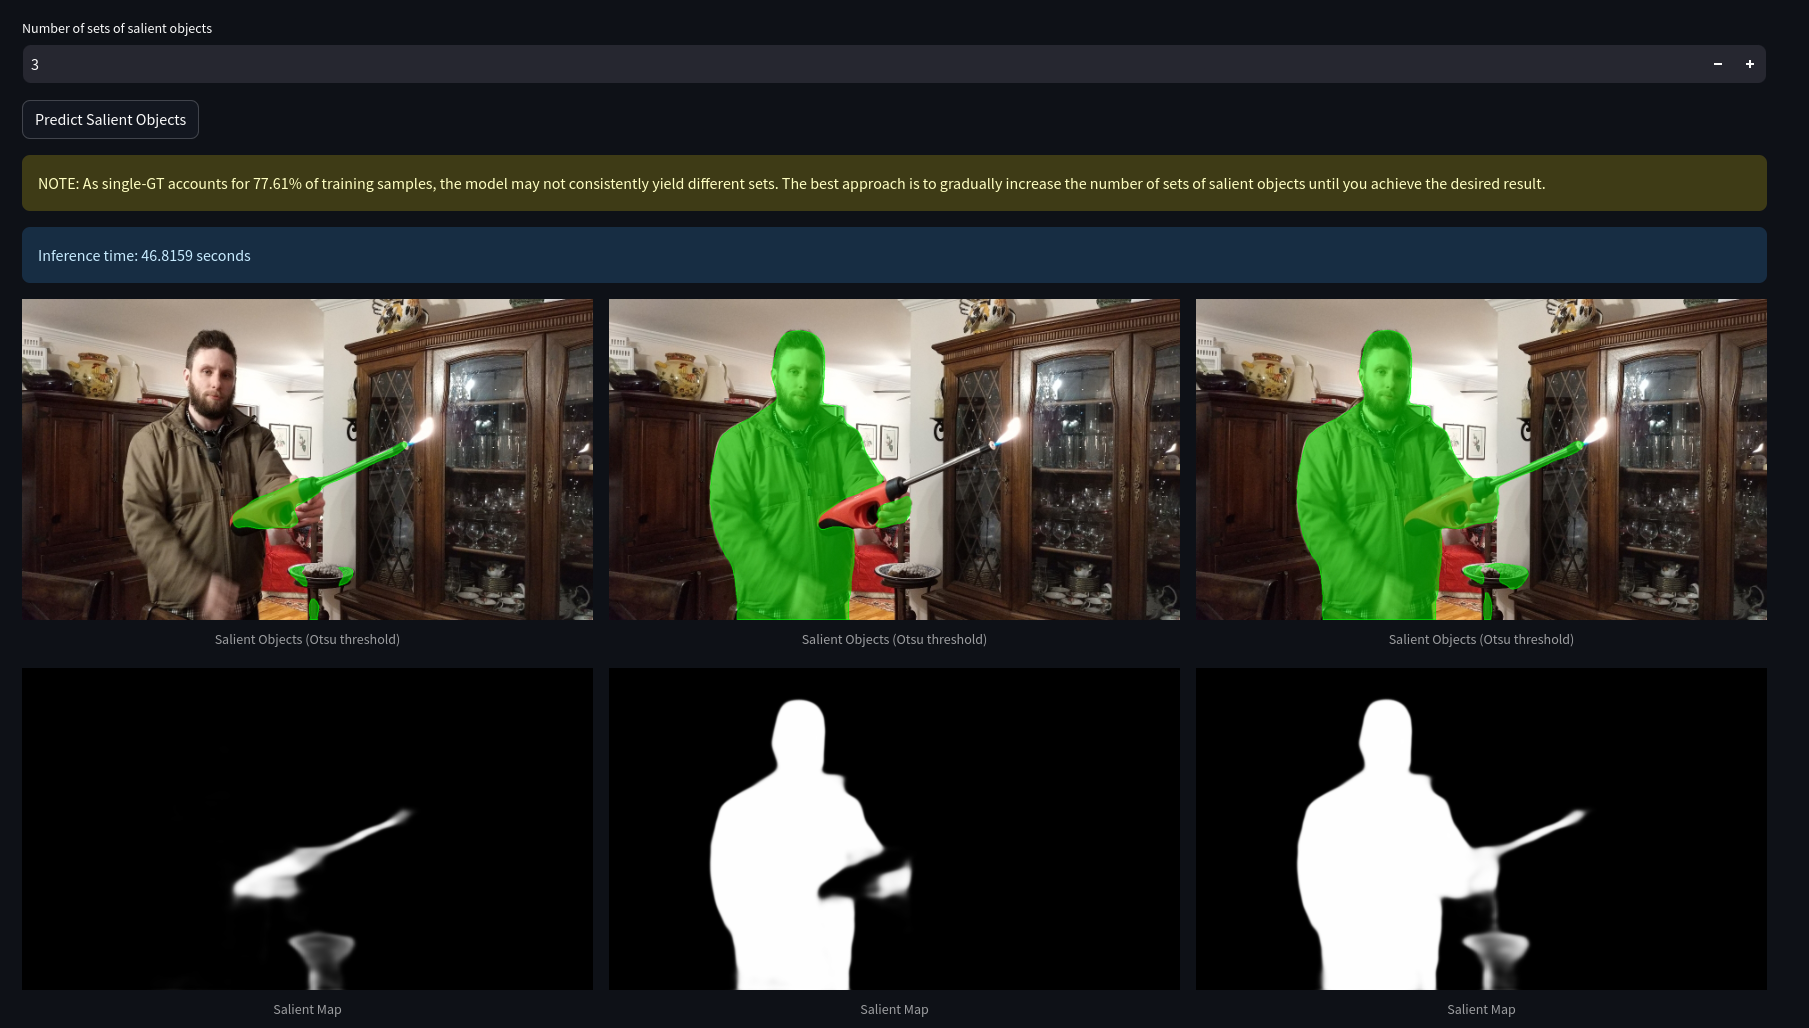 Number of sets of salient objects
3
Predict Salient Objects
NOTE: As single-GT accounts for 77.61% of training samples, the model may not consistently yield different sets. The best approach is to gradually increase the number of sets of salient objects until you achieve the desired result.
Inference time: 46.8159 seconds
Salient Objects (Otsu threshold)
Salient Objects (Otsu threshold)
Salient Objects (Otsu threshold)
Salient Map
Salient Map
Salient Map